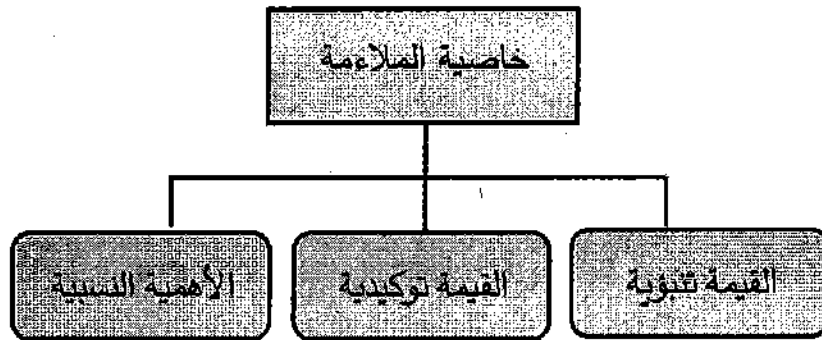 خاصية الملاءمة
القيمة تنبؤية
القيمة توكيدية
الأهمية النسبية